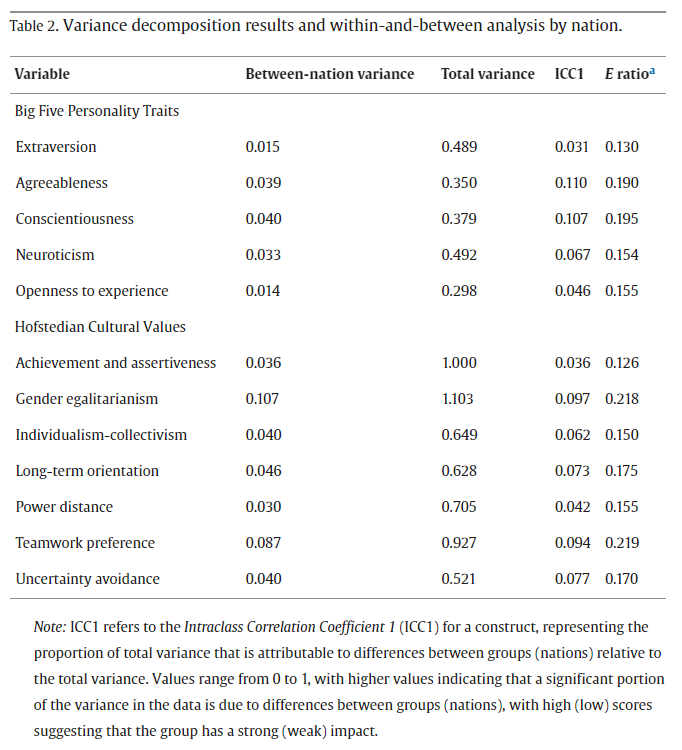 Table 2. Variance decomposition results and within-and-between analysis by nation.
Variable Between-nation variance Total variance ICC1 E ratioa
Big Five Personality Traits
Extraversion 0.015 0.489 0.031 0.130
Agreeableness 0.039 0.350 0.110 0.190
Conscientiousness 0.040 0.379 0.107 0.195
Neuroticism 0.033 0.492 0.067 0.154
Openness to experience 0.014 0.298 0.046 0.155
Hofstedian Cultural Values
Achievement and assertiveness 0.036 1.000 0.036 0.126
Gender egalitarianism 0.107 1.103 0.097 0.218
Individualism-collectivism 0.040 0.649 0.062 0.150
Long-term orientation 0.046 0.628 0.073 0.175
Power distance 0.030 0.705 0.042 0.155
Teamwork preference 0.087 0.927 0.094 0.219
Uncertainty avoidance 0.040 0.521 0.077 0.170
Note: ICC1 refers to the Intraclass Correlation Coefficient 1 (ICC1) for a construct, representing the
proportion of total variance that is attributable to differences between groups (nations) relative to
the total variance. Values range from 0 to 1, with higher values indicating that a significant portion
of the variance in the data is due to differences between groups (nations), with high (low) scores
suggesting that the group has a strong (weak) impact.